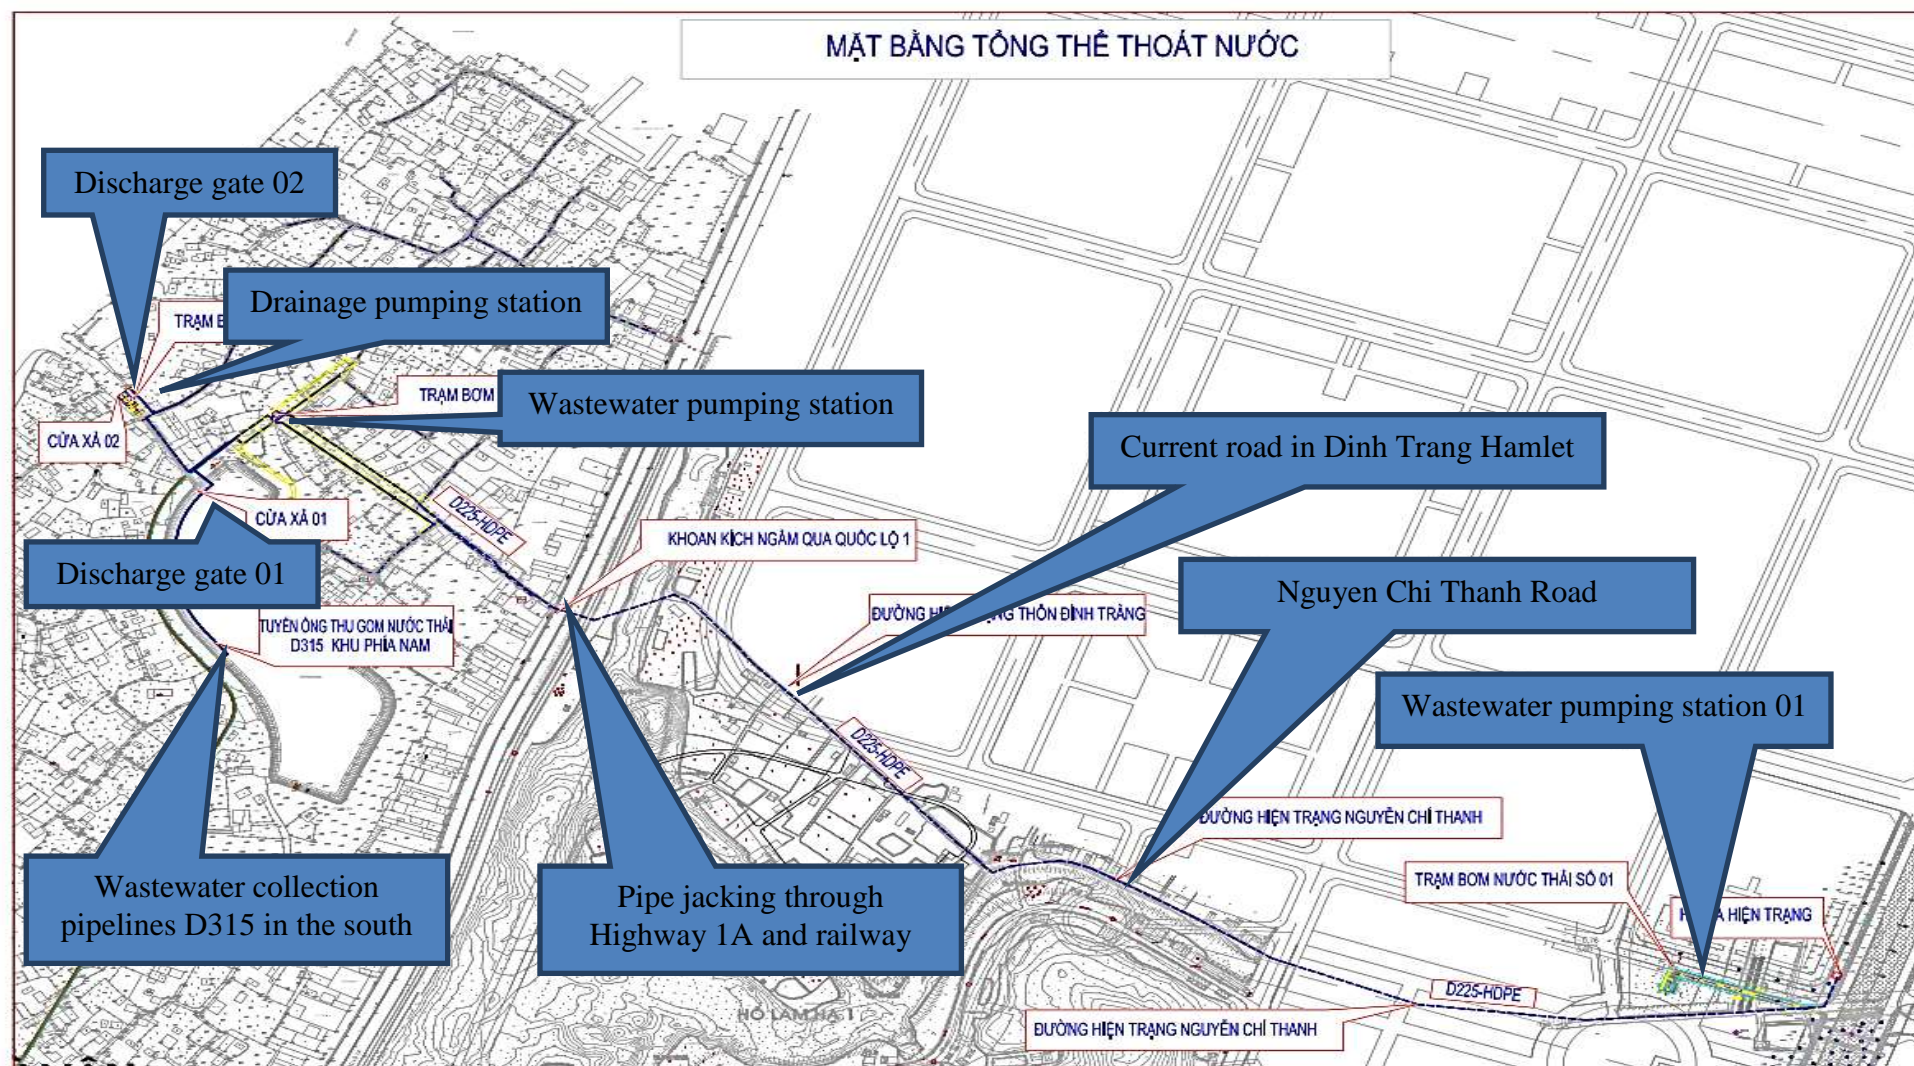 MẶT BẰNG TỔNG THỂ THOÁT NƯỚC
Discharge gate 02
Drainage pumping station
TRẠM
TRẠM BƠM
Wastewater pumping station
CỬA XẢ 02
Current road in Dinh Trang Hamlet
CỬA XẢ 01
D225-HDPE
KHOAN KÍCH NGẦM QUA QUỐC LỘ 1
Discharge gate 01
Nguyen Chi Thanh Road
ĐƯỜNG THÔN ĐÌNH TRÀNG
TUYẾN ỐNG THU GOM NƯỚC THẢI
D315 KHU PHÍA NAM
Wastewater pumping station 01
D225-HDPE
ĐƯỜNG HIỆN TRẠNG NGUYỄN CHÍ THANH
TRẠM BƠM NƯỚC THẢI SỐ 01
Wastewater collection
pipelines D315 in the south
Pipe jacking through
Highway 1A and railway
HIỆN TRẠNG
D225-HDPE
HỒ LAM HẠ 1
ĐƯỜNG HIỆN TRẠNG NGUYỄN CHÍ THANH